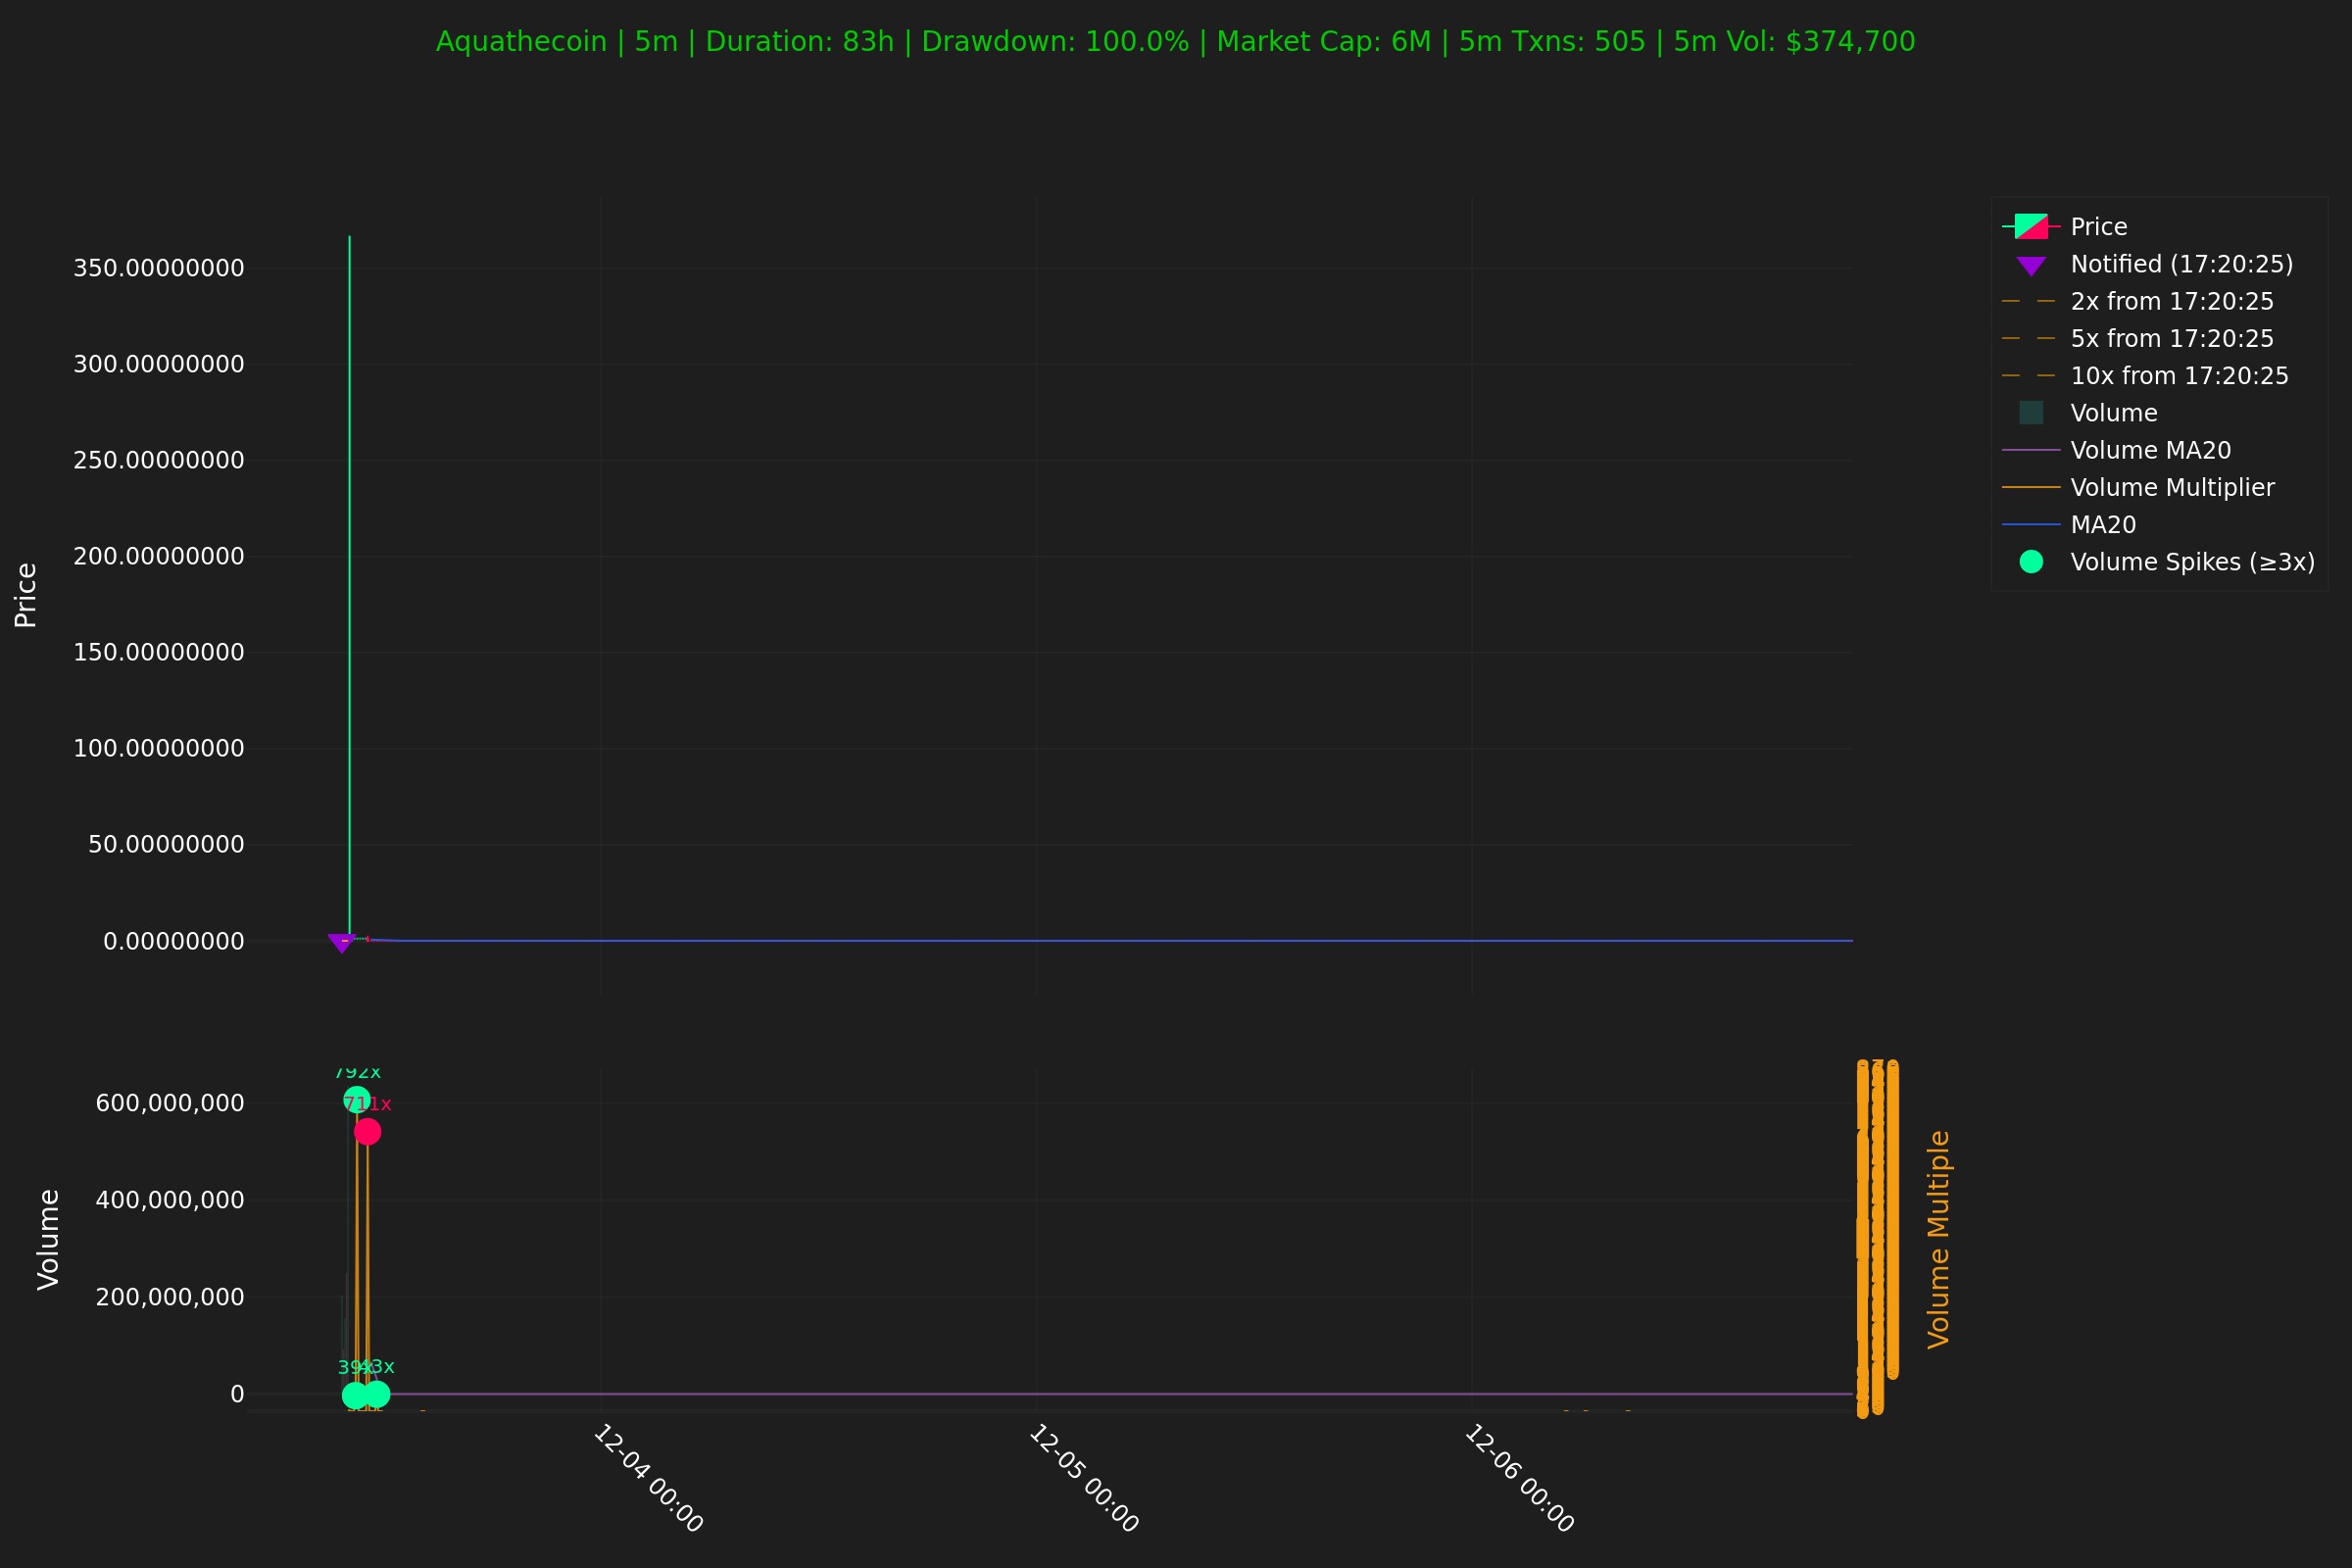 Aquathecoin | 5m | Duration: 83h | Drawdown: 100.0% | Market Cap: 6M | 5m Txns: 505 | 5m Vol: $374,700
Price
350.00000000
300.00000000
250.00000000
200.00000000
150.00000000
100.00000000
50.00000000
0.00000000
Price
Notified (17:20:25)
2x from 17:20:25
5x from 17:20:25
10x from 17:20:25
Volume
Volume MA20
Volume Multiplier
MA20
Volume Spikes (≥3x)
Volume
600,000,000
400,000,000
200,000,000
0
792x
711x
Volume Multiple
12-04 00:00
12-05 00:00
12-06 00:00